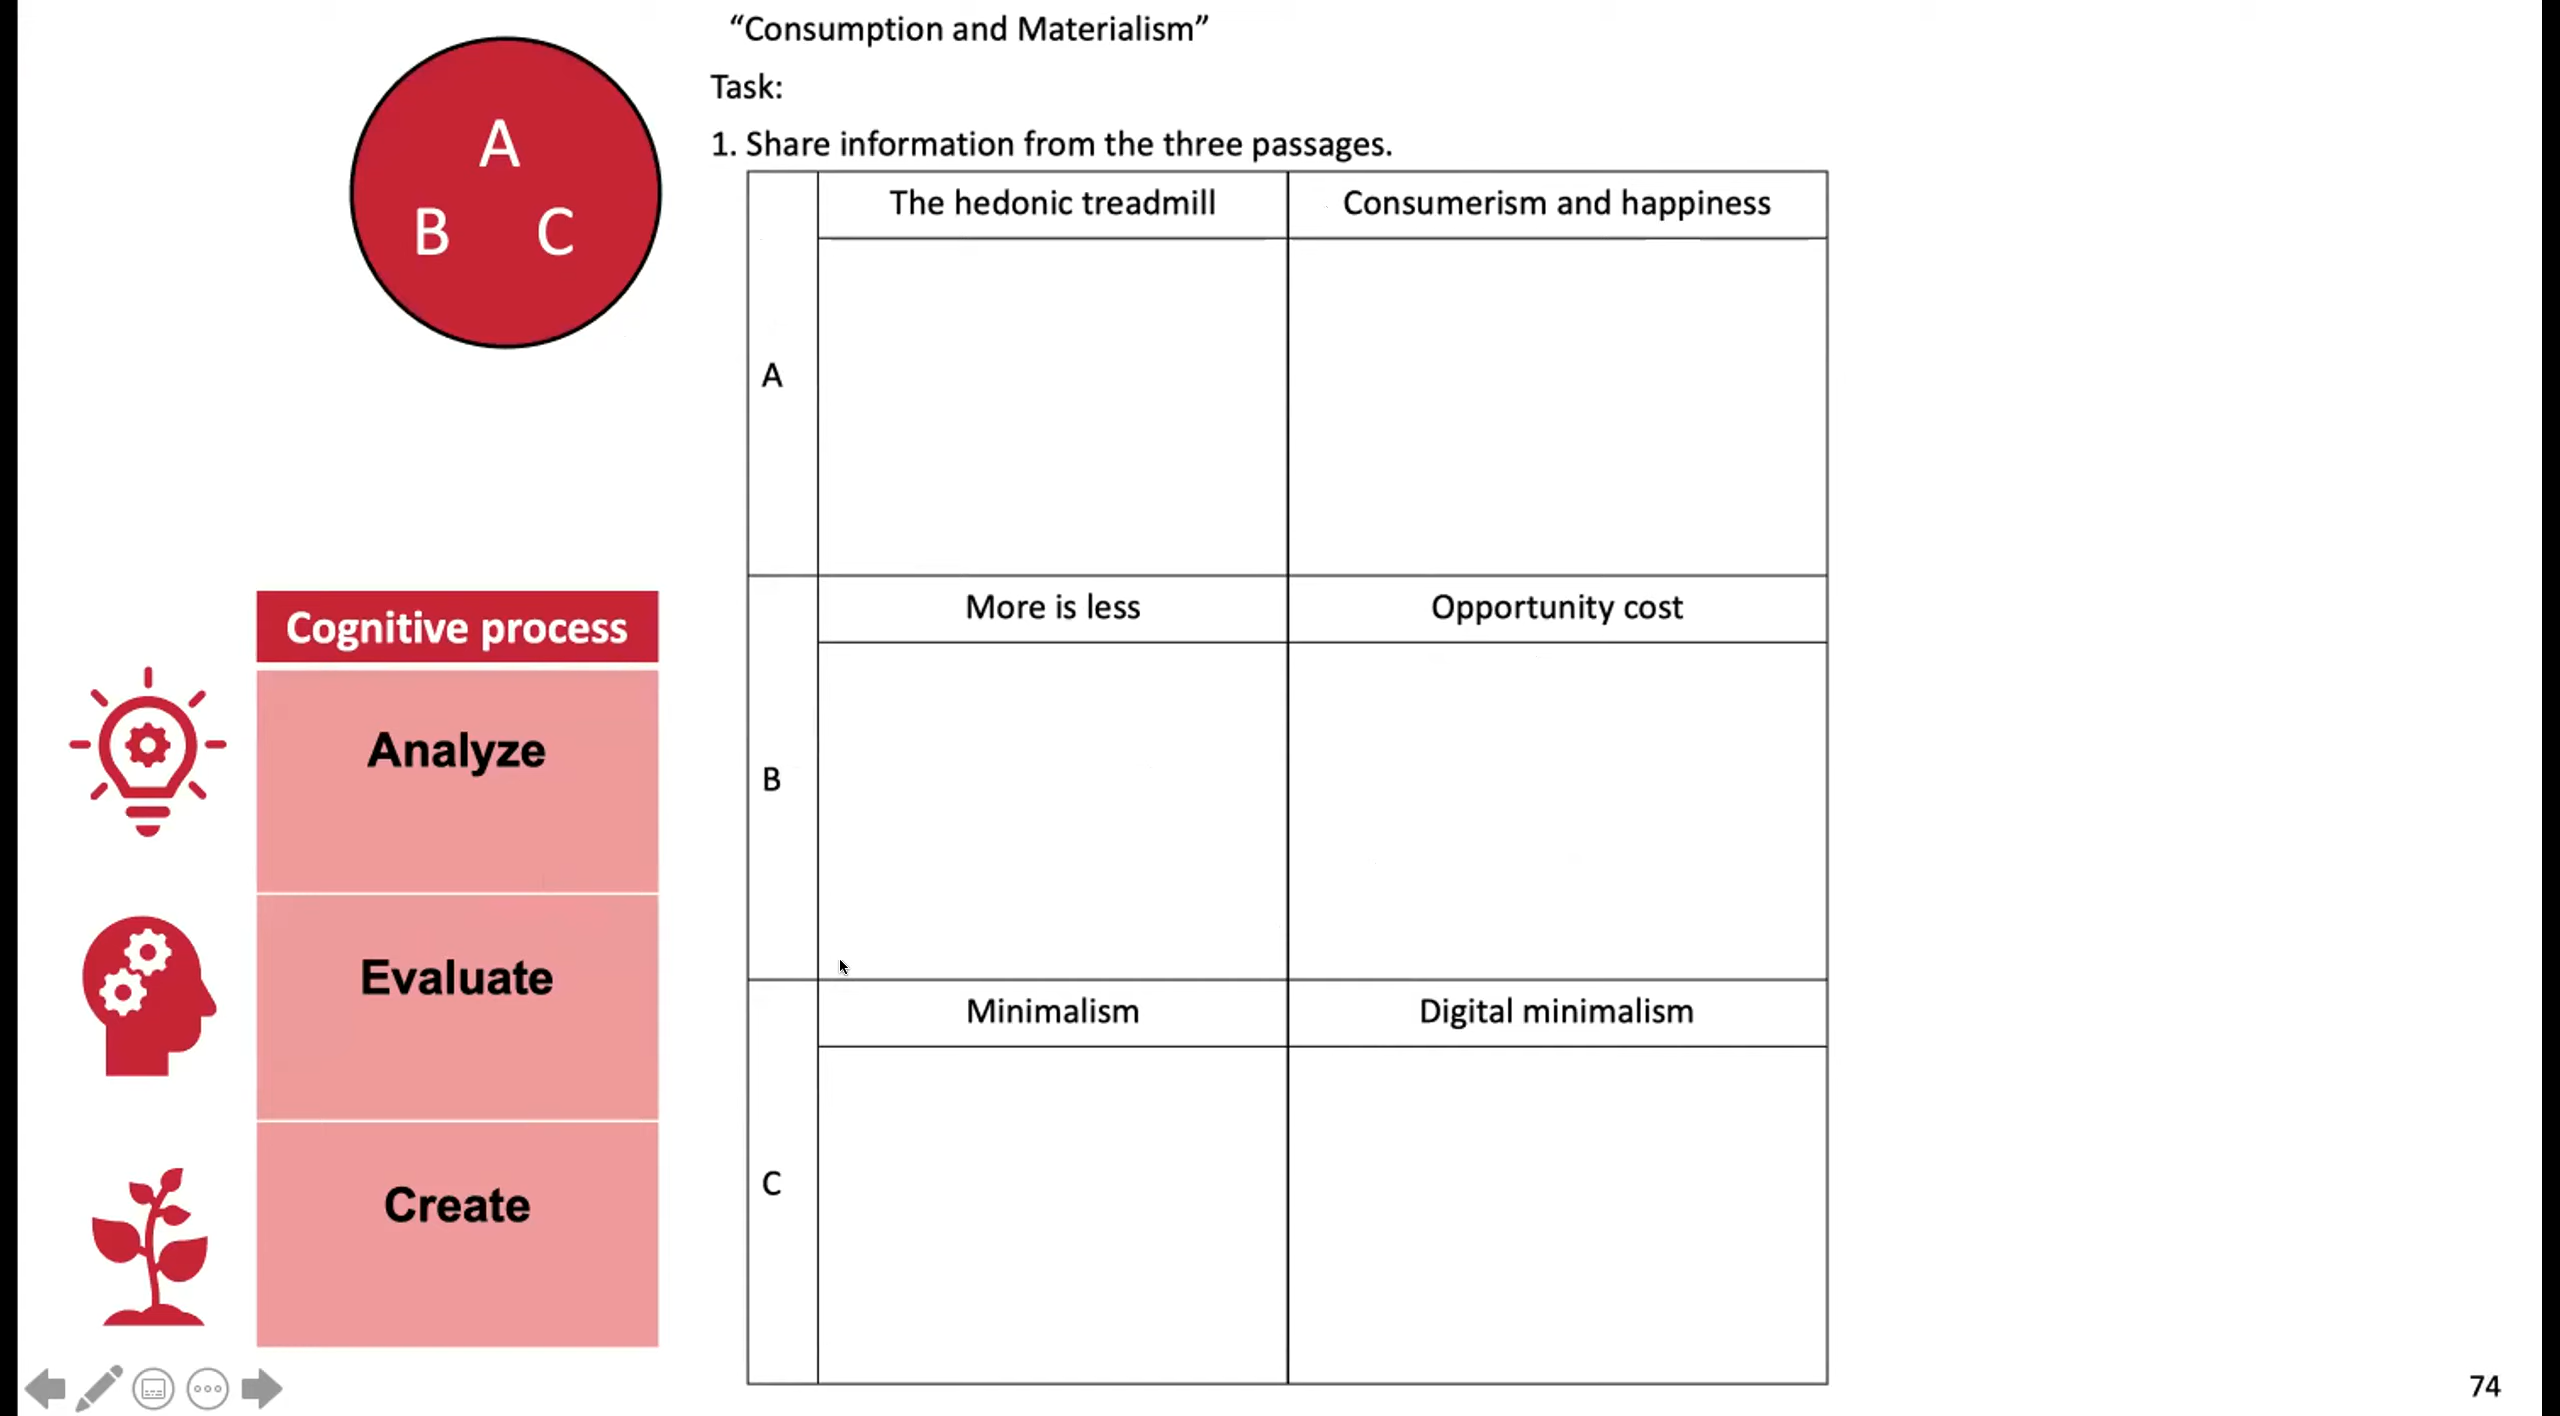 “Consumption and Materialism”
Task:
1. Share information from the three passages.
A
B C
The hedonic treadmill
Consumerism and happiness
A
More is less
Opportunity cost
B
Minimalism
Digital minimalism
C
Cognitive process
Analyze
Evaluate
Create
74